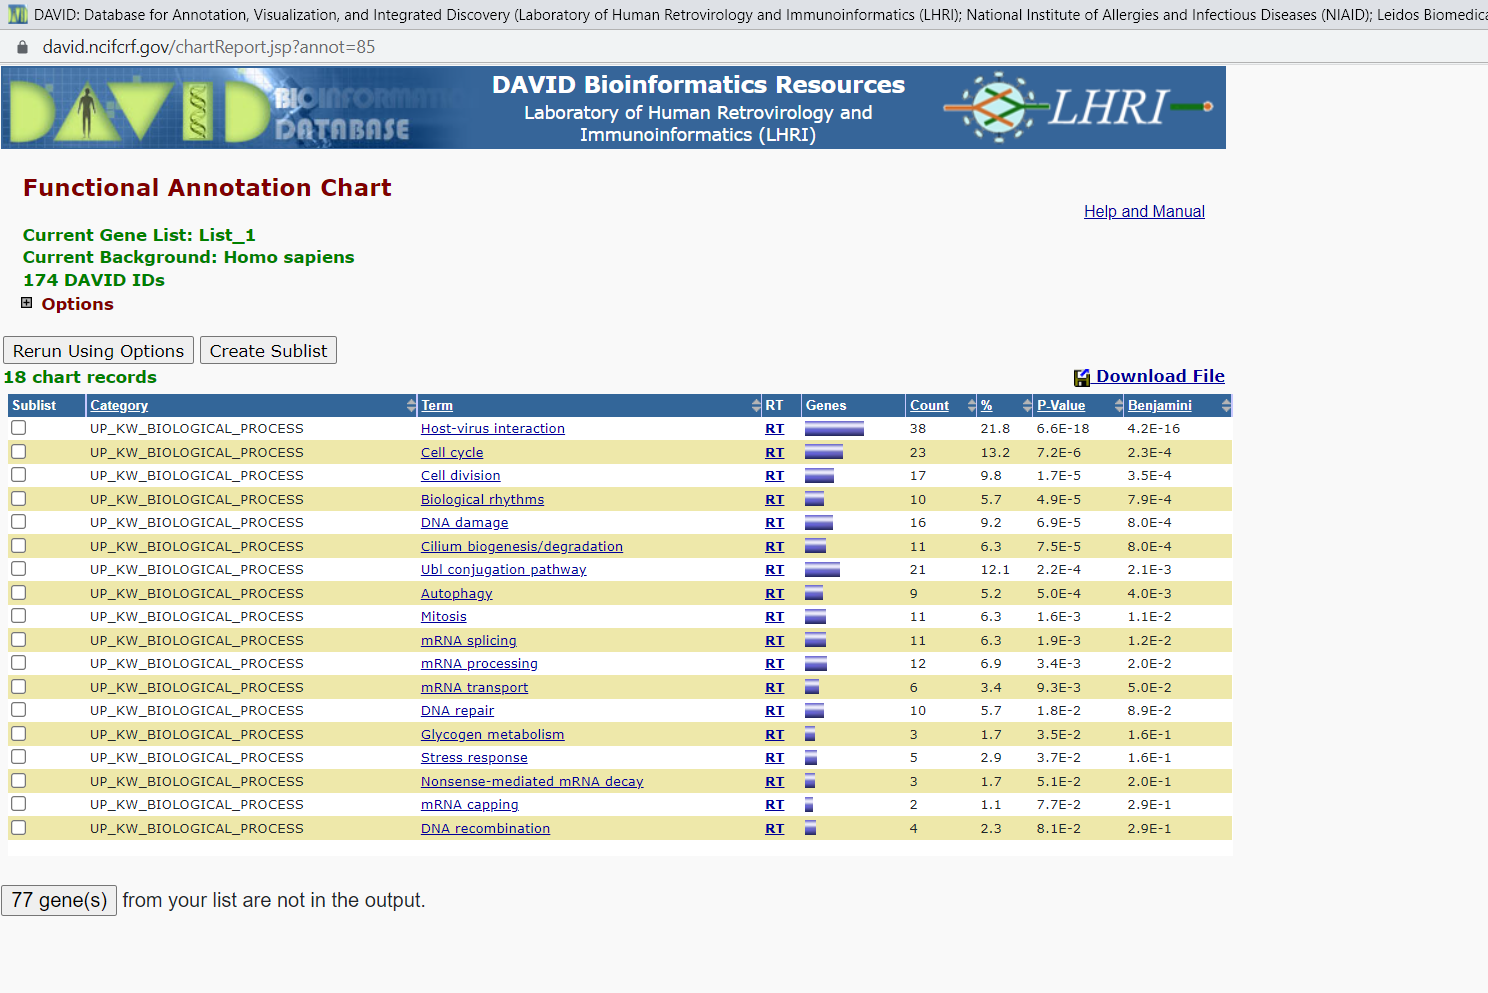 DAVID: Database for Annotation, Visualization, and Integrated Discovery (Laboratory of Human Retrovirology and Immunoinformatics (LHRI); National Institute of Allergies and Infectious Diseases (NIAID); Leidos Biomedica
david.ncifcrf.gov/chartReport.jsp?annot=85
DAVID BIOINFORMATICS DATABASE
DAVID Bioinformatics Resources
Laboratory of Human Retrovirology and
Immunoinformatics (LHRI)
LHRI
Functional Annotation Chart
Help and Manual
Current Gene List: List_1
Current Background: Homo sapiens
174 DAVID IDs
Options
Rerun Using Options Create Sublist
18 chart records
Download File
Sublist Category Term RT Genes Count % P-Value Benjamini
UP_KW_BIOLOGICAL_PROCESS Host-virus interaction RT 38 21.8 6.6E-18 4.2E-16
UP_KW_BIOLOGICAL_PROCESS Cell cycle RT 23 13.2 7.2E-6 2.3E-4
UP_KW_BIOLOGICAL_PROCESS Cell division RT 17 9.8 1.7E-5 3.5E-4
UP_KW_BIOLOGICAL_PROCESS Biological rhythms RT 10 5.7 4.9E-5 7.9E-4
UP_KW_BIOLOGICAL_PROCESS DNA damage RT 16 9.2 6.9E-5 8.0E-4
UP_KW_BIOLOGICAL_PROCESS Cilium biogenesis/degradation RT 11 6.3 7.5E-5 8.0E-4
UP_KW_BIOLOGICAL_PROCESS Ubl conjugation pathway RT 21 12.1 2.2E-4 2.1E-3
UP_KW_BIOLOGICAL_PROCESS Autophagy RT 9 5.2 5.0E-4 4.0E-3
UP_KW_BIOLOGICAL_PROCESS Mitosis RT 11 6.3 1.6E-3 1.1E-2
UP_KW_BIOLOGICAL_PROCESS mRNA splicing RT 11 6.3 1.9E-3 1.2E-2
UP_KW_BIOLOGICAL_PROCESS mRNA processing RT 12 6.9 3.4E-3 2.0E-2
UP_KW_BIOLOGICAL_PROCESS mRNA transport RT 6 3.4 9.3E-3 5.0E-2
UP_KW_BIOLOGICAL_PROCESS DNA repair RT 10 5.7 1.8E-2 8.9E-2
UP_KW_BIOLOGICAL_PROCESS Glycogen metabolism RT 3 1.7 3.5E-2 1.6E-1
UP_KW_BIOLOGICAL_PROCESS Stress response RT 5 2.9 3.7E-2 1.6E-1
UP_KW_BIOLOGICAL_PROCESS Nonsense-mediated mRNA decay RT 3 1.7 5.1E-2 2.0E-1
UP_KW_BIOLOGICAL_PROCESS mRNA capping RT 2 1.1 7.7E-2 2.9E-1
UP_KW_BIOLOGICAL_PROCESS DNA recombination RT 4 2.3 8.1E-2 2.9E-1
77 gene(s) from your list are not in the output.